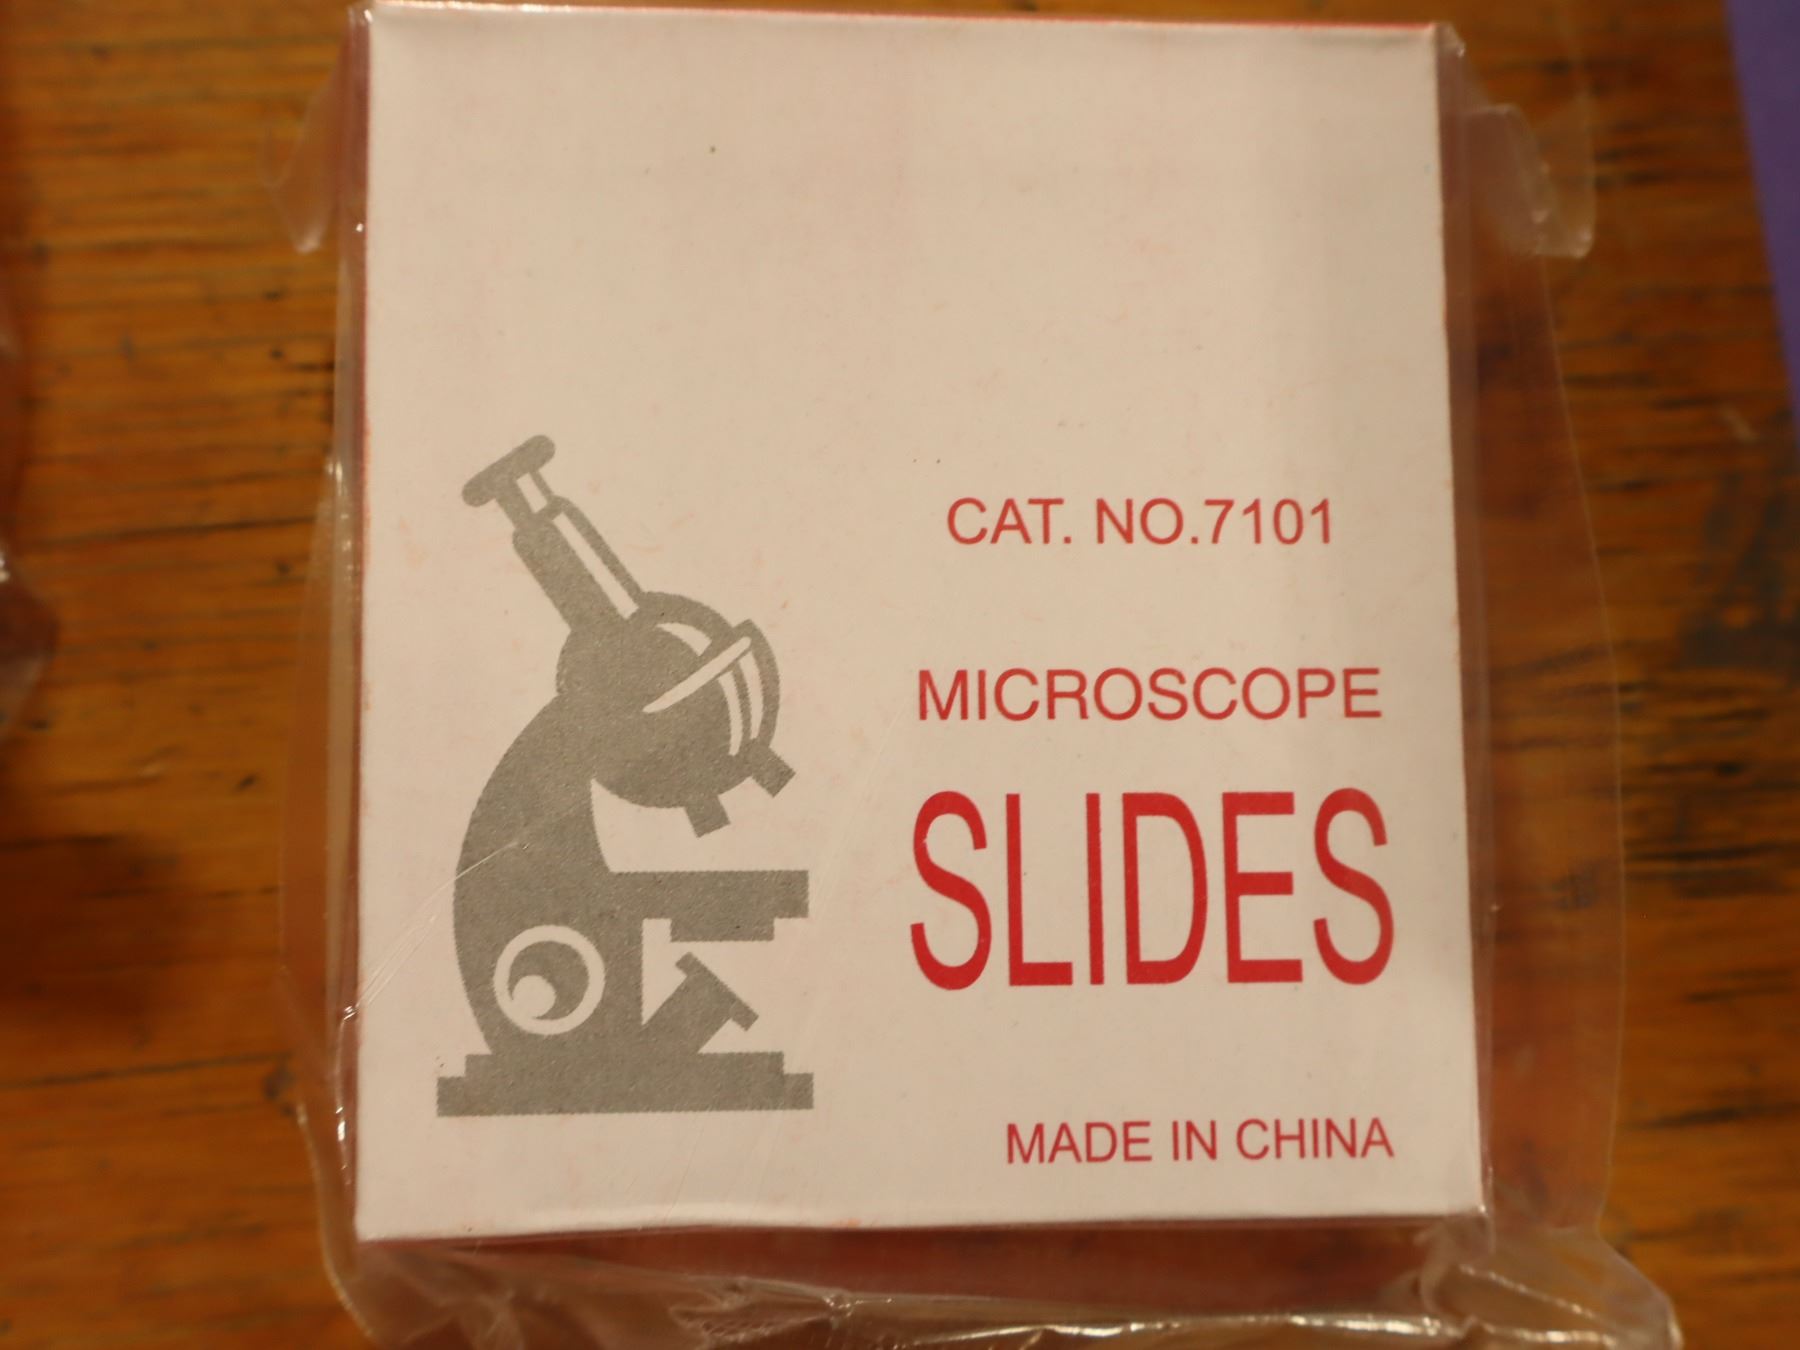 CAT. NO.7101
MICROSCOPE
SLIDES
MADE IN CHINA